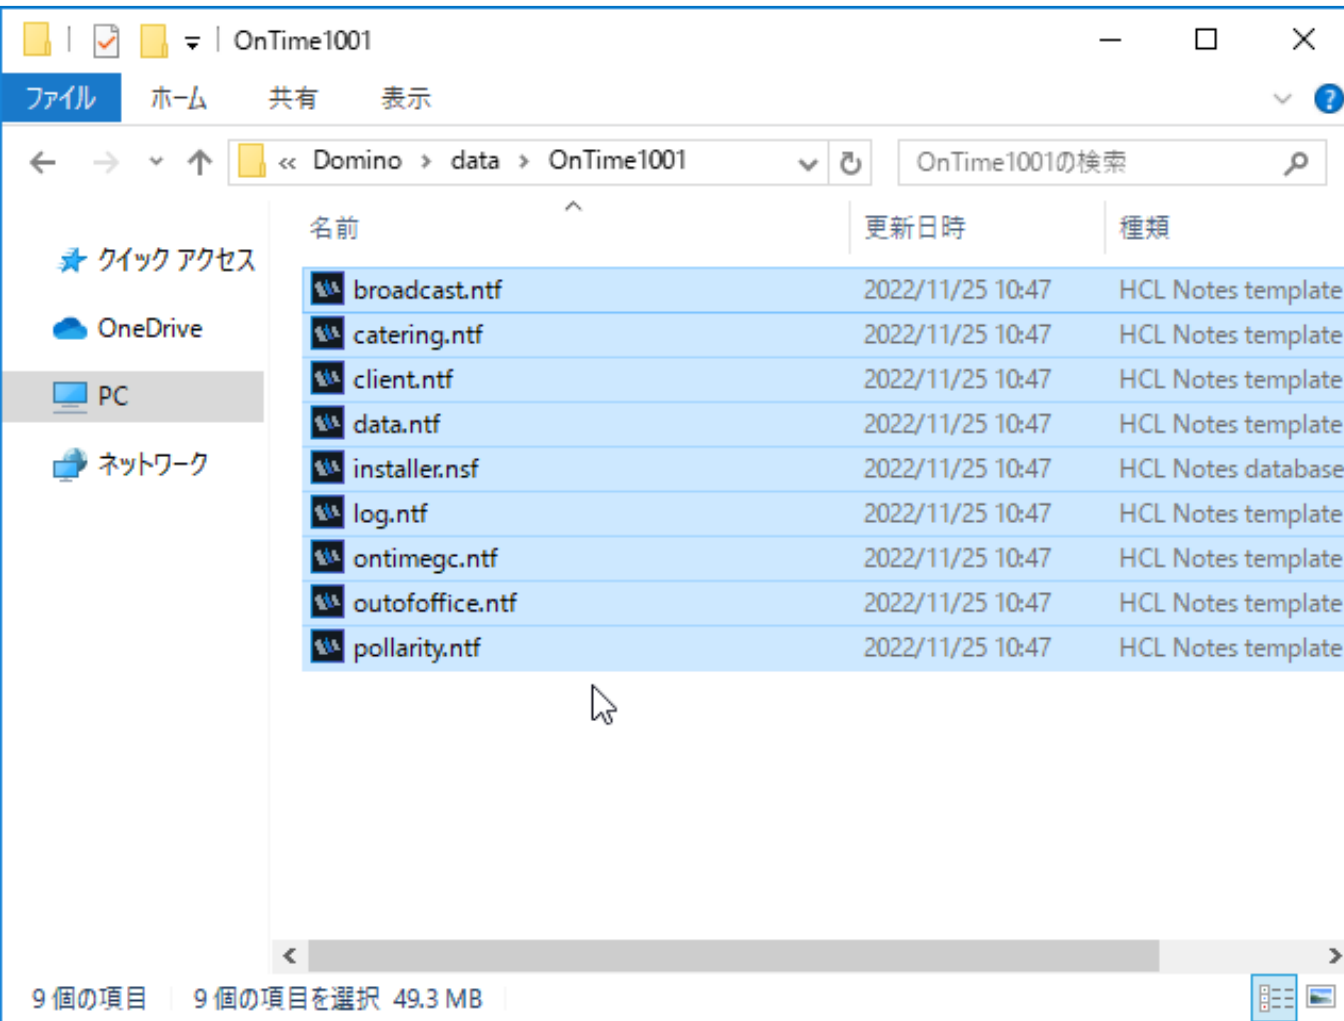 OnTime1001
ファイル ホーム 共有 表示 ?
« Domino › data › OnTime1001 OnTime1001の検索
名前 更新日時 種類
クイック アクセス
OneDrive
PC
ネットワーク
broadcast.ntf 2022/11/25 10:47 HCL Notes template
catering.ntf 2022/11/25 10:47 HCL Notes template
client.ntf 2022/11/25 10:47 HCL Notes template
data.ntf 2022/11/25 10:47 HCL Notes template
installer.nsf 2022/11/25 10:47 HCL Notes database
log.ntf 2022/11/25 10:47 HCL Notes template
ontimegc.ntf 2022/11/25 10:47 HCL Notes template
outofoffice.ntf 2022/11/25 10:47 HCL Notes template
pollarity.ntf 2022/11/25 10:47 HCL Notes template
9 個の項目 9 個の項目を選択 49.3 MB